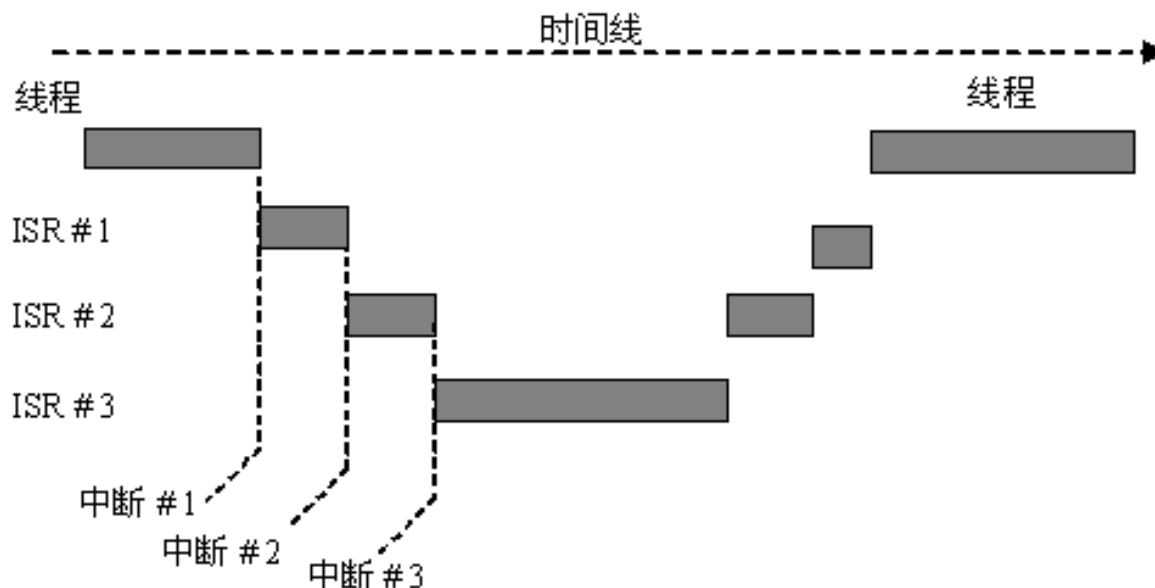 时间线
线程
线程
ISR #1
ISR #2
ISR #3
中断 #1
中断 #2
中断 #3